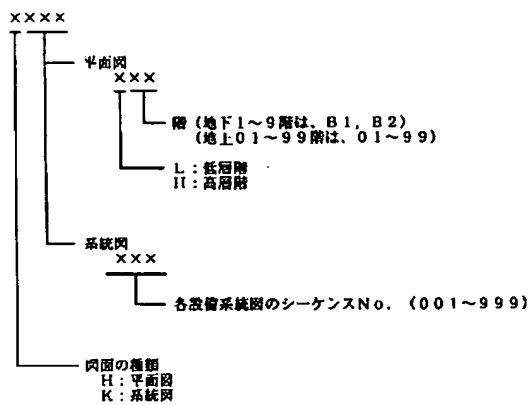 ××××
平面図
×××
階(地下1~9階は、B1,B2)
(地上01~99階は、01~99)
L:低層階
H:高層階
系統図
×××
各設備系統図のシーケンスNo.(001~999)
図面の種類
H:平面図
K:系統図